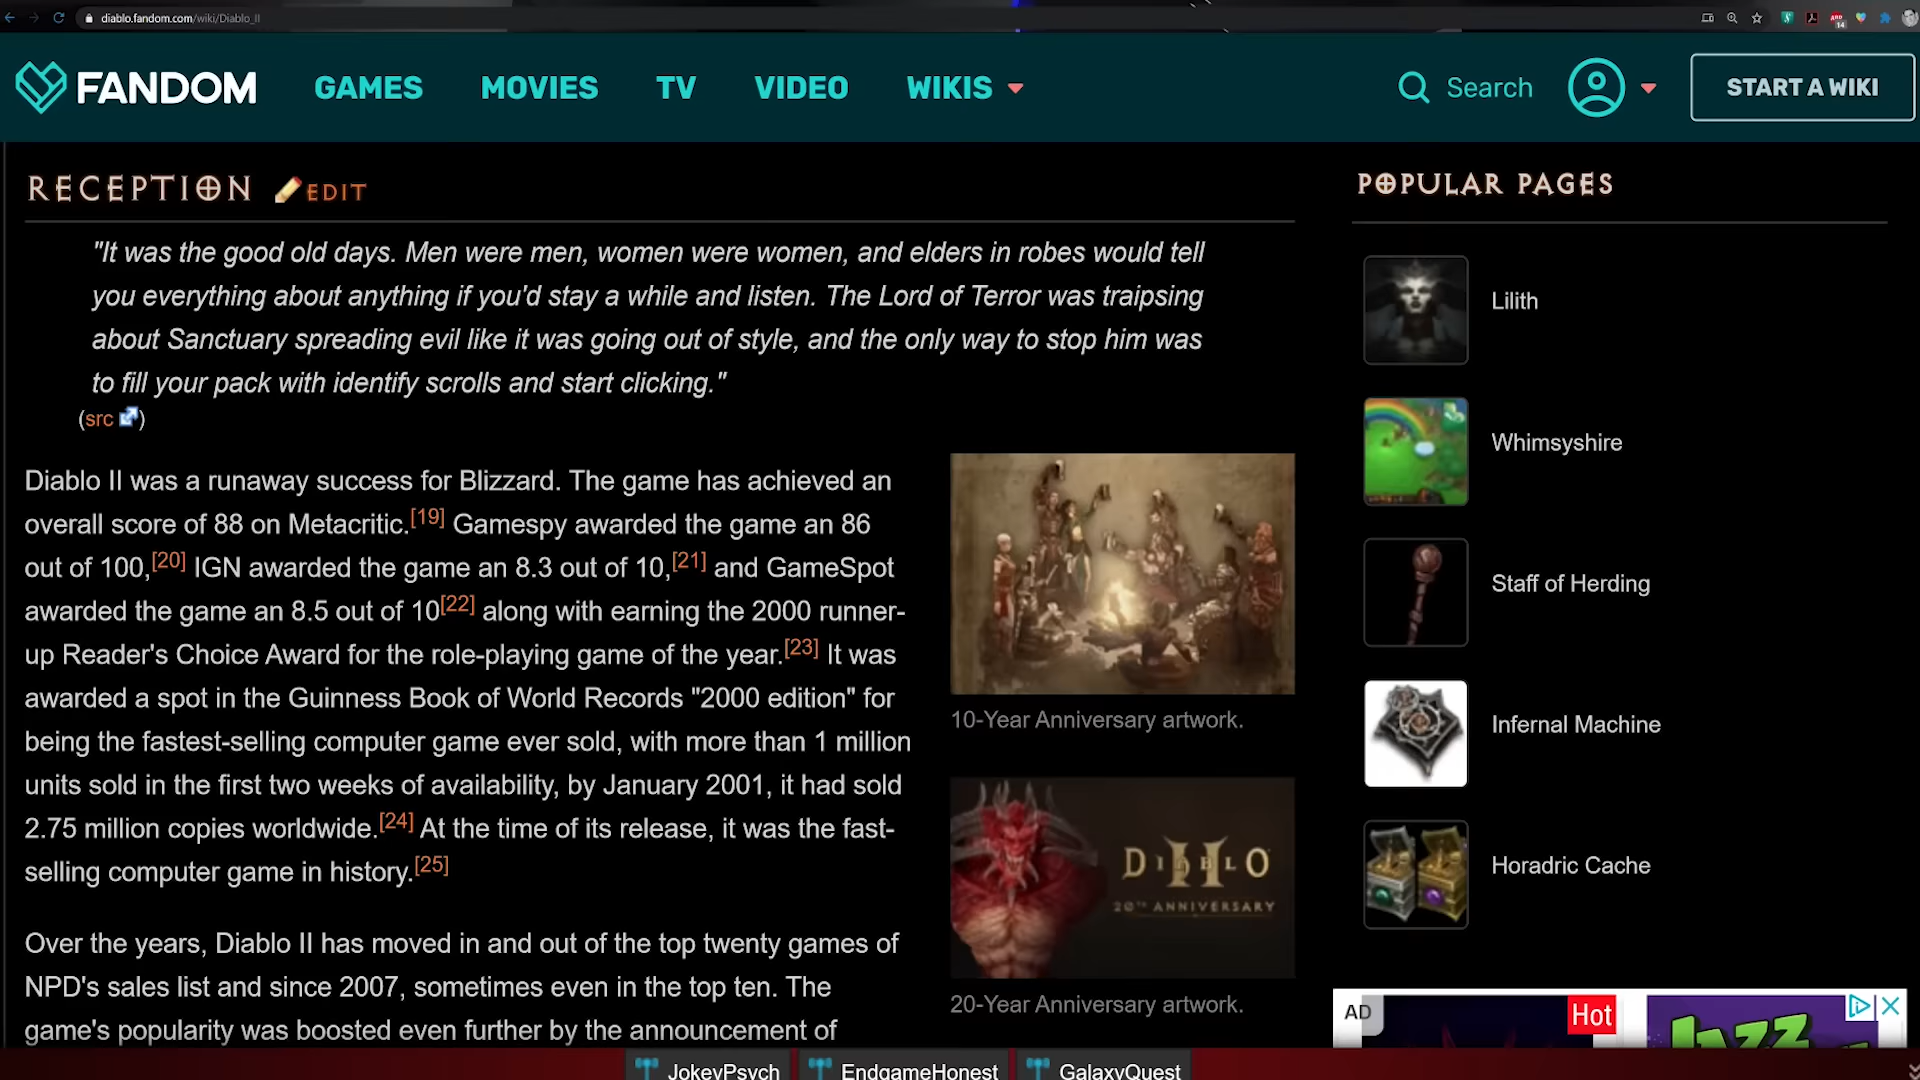 diablo.fandom.com/wiki/Diablo_II
14
FANDOM GAMES MOVIES TV VIDEO WIKIS Search START A WIKI
RECEPTION EDIT
"It was the good old days. Men were men, women were women, and elders in robes would tell
you everything about anything if you'd stay a while and listen. The Lord of Terror was traipsing
about Sanctuary spreading evil like it was going out of style, and the only way to stop him was
to fill your pack with identify scrolls and start clicking."
(src)
Diablo II was a runaway success for Blizzard. The game has achieved an
overall score of 88 on Metacritic.[19] Gamespy awarded the game an 86
out of 100,[20] IGN awarded the game an 8.3 out of 10,[21] and GameSpot
awarded the game an 8.5 out of 10[22] along with earning the 2000 runner-
up Reader's Choice Award for the role-playing game of the year.[23] It was
awarded a spot in the Guinness Book of World Records "2000 edition" for
being the fastest-selling computer game ever sold, with more than 1 million
units sold in the first two weeks of availability, by January 2001, it had sold
2.75 million copies worldwide.[24] At the time of its release, it was the fast-
selling computer game in history.[25]
Over the years, Diablo II has moved in and out of the top twenty games of
NPD's sales list and since 2007, sometimes even in the top ten. The
game's popularity was boosted even further by the announcement of
10-Year Anniversary artwork.
DIABLO II
20TH ANNIVERSARY
20-Year Anniversary artwork.
POPULAR PAGES
Lilith
Whimsyshire
Staff of Herding
Infernal Machine
Horadric Cache
AD
Hot
Jazz
JokeyPsych EndgameHonest GalaxyQuest